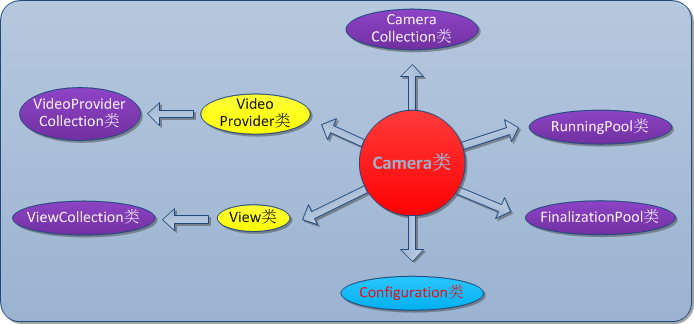 Camera
Collection类
VideoProvider
Collection类
Video
Provider类
RunningPool类
Camera类
ViewCollection类
View类
FinalizationPool类
Configuration类